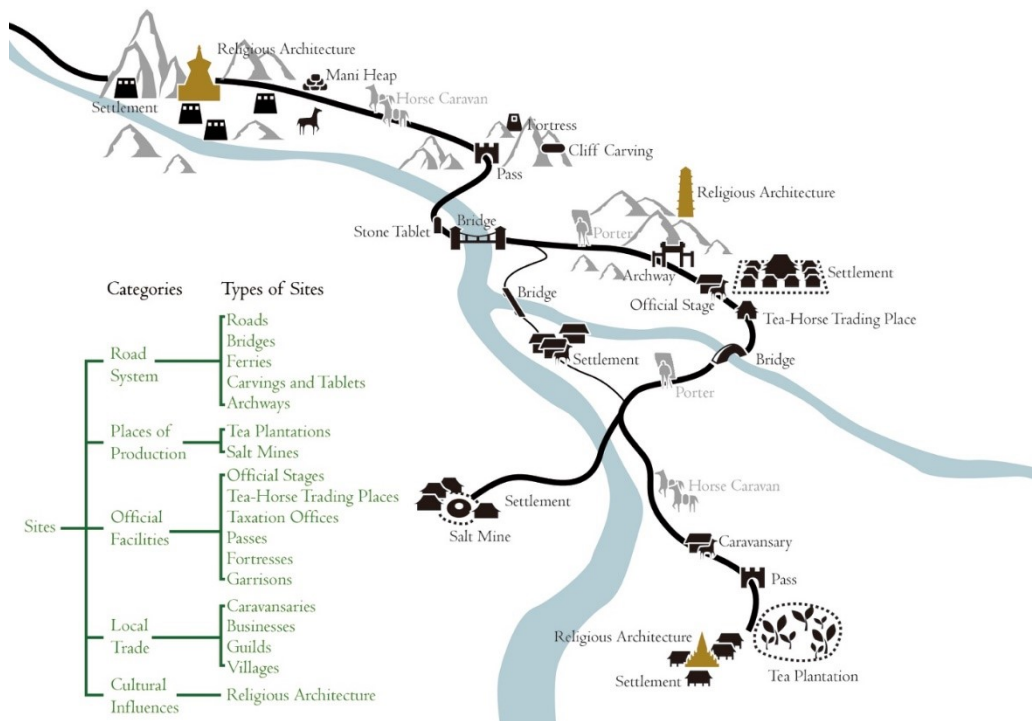 Religious Architecture
Mani Heap
Settlement
Horse Caravan
Fortress
Cliff Carving
Pass
Religious Architecture
Stone Tablet
Bridge
Porter
Archway
Settlement
Official Stage
Bridge
Tea-Horse Trading Place
Settlement
Bridge
Porter
Categories
Types of Sites
Sites
Road
System
Roads
Bridges
Ferries
Carvings and Tablets
Archways
Places of
Production
Tea Plantations
Salt Mines
Official
Facilities
Official Stages
Tea-Horse Trading Places
Taxation Offices
Passes
Fortresses
Garrisons
Local
Trade
Caravansaries
Businesses
Guilds
Villages
Cultural
Influences
Religious Architecture
Settlement
Salt Mine
Horse Caravan
Caravansary
Pass
Religious Architecture
Settlement
Tea Plantation